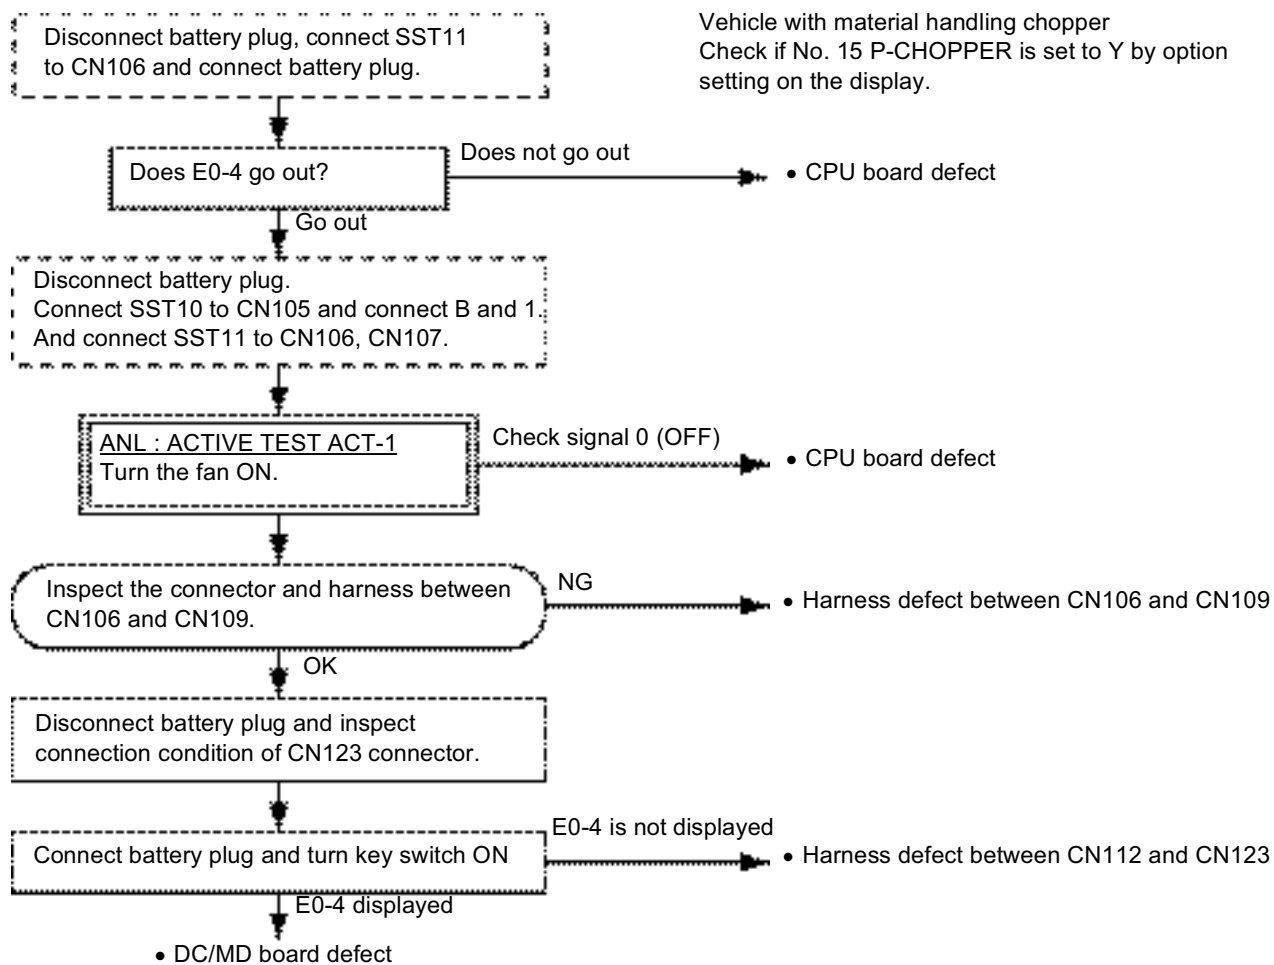 Disconnect battery plug, connect SST11
to CN106 and connect battery plug.
Vehicle with material handling chopper
Check if No. 15 P-CHOPPER is set to Y by option
setting on the display.
Does E0-4 go out?
Does not go out
• CPU board defect
Go out
Disconnect battery plug.
Connect SST10 to CN105 and connect B and 1.
And connect SST11 to CN106, CN107.
ANL : ACTIVE TEST ACT-1
Turn the fan ON.
Check signal 0 (OFF)
• CPU board defect
Inspect the connector and harness between
CN106 and CN109.
NG
• Harness defect between CN106 and CN109
OK
Disconnect battery plug and inspect
connection condition of CN123 connector.
Connect battery plug and turn key switch ON
E0-4 is not displayed
• Harness defect between CN112 and CN123
E0-4 displayed
• DC/MD board defect